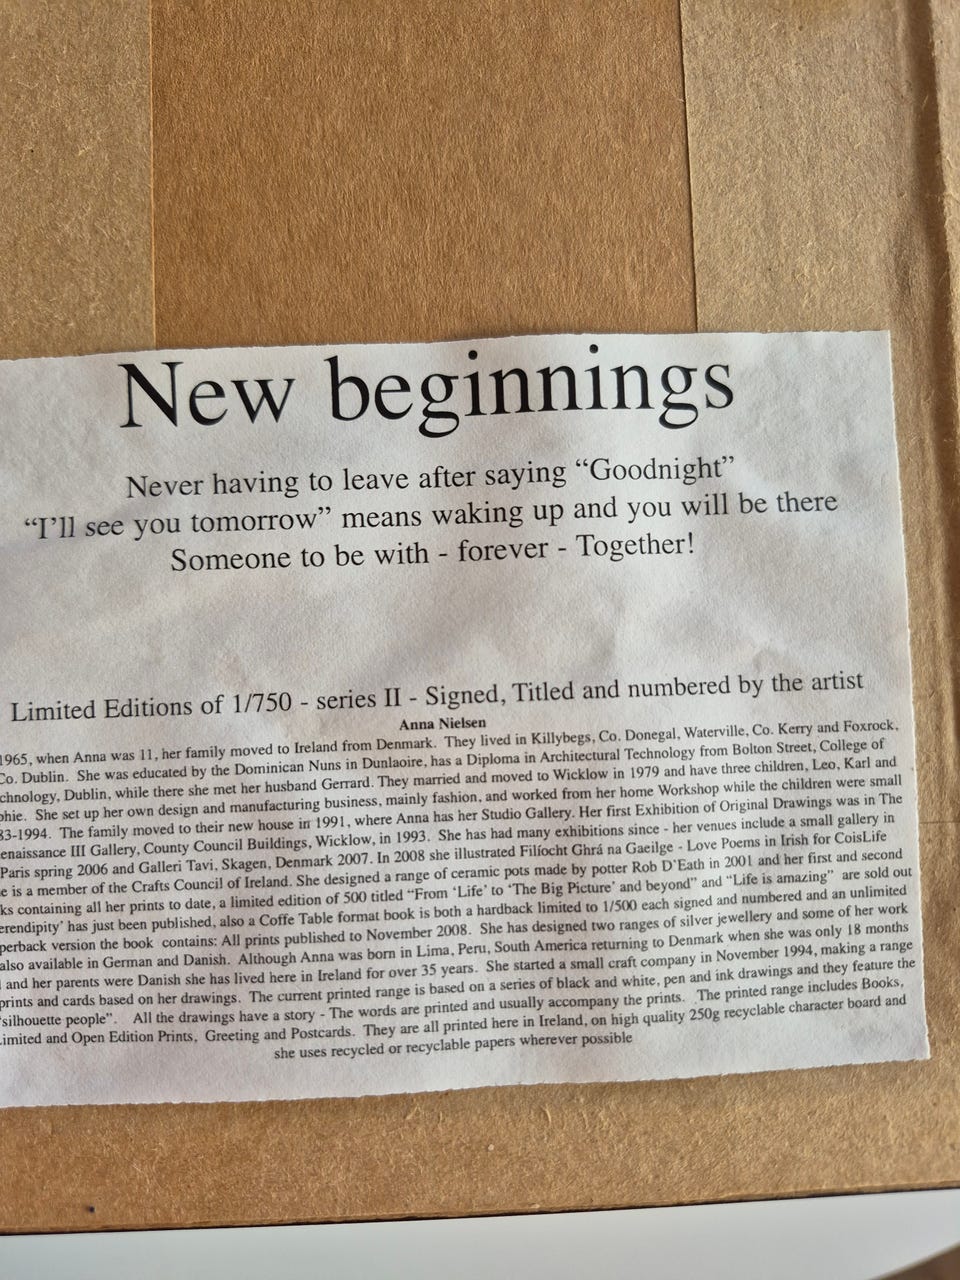 New beginnings
Never having to leave after saying “Goodnight”
“I’ll see you tomorrow” means waking up and you will be there
Someone to be with - forever - Together!
Limited Editions of 1/750 - series II - Signed, Titled and numbered by the artist
Anna Nielsen
1965, when Anna was 11, her family moved to Ireland from Denmark. They lived in Killybegs, Co. Donegal, Waterville, Co. Kerry and Foxrock,
Co. Dublin. She was educated by the Dominican Nuns in Dunlaoire, has a Diploma in Architectural Technology from Bolton Street, College of
chnology, Dublin, while there she met her husband Gerrard. They married and moved to Wicklow in 1979 and have three children, Leo, Karl and
phie. She set up her own design and manufacturing business, mainly fashion, and worked from her home Workshop while the children were small
83-1994. The family moved to their new house in 1991, where Anna has her Studio Gallery. Her first Exhibition of Original Drawings was in The
enaissance III Gallery, County Council Buildings, Wicklow, in 1993. She has had many exhibitions since - her venues include a small gallery in
Paris spring 2006 and Galleri Tavi, Skagen, Denmark 2007. In 2008 she illustrated Filíocht Ghrá na Gaeilge - Love Poems in Irish for CoisLife
e is a member of the Crafts Council of Ireland. She designed a range of ceramic pots made by potter Rob D’Eath in 2001 and her first and second
ks containing all her prints to date, a limited edition of 500 titled “From ‘Life’ to ‘The Big Picture’ and beyond” and “Life is amazing” are sold out
erendipity’ has just been published, also a Coffe Table format book is both a hardback limited to 1/500 each signed and numbered and an unlimited
perback version the book contains: All prints published to November 2008. She has designed two ranges of silver jewellery and some of her work
also available in German and Danish. Although Anna was born in Lima, Peru, South America returning to Denmark when she was only 18 months
and her parents were Danish she has lived here in Ireland for over 35 years. She started a small craft company in November 1994, making a range
prints and cards based on her drawings. The current printed range is based on a series of black and white, pen and ink drawings and they feature the
“silhouette people”. All the drawings have a story - The words are printed and usually accompany the prints. The printed range includes Books,
Limited and Open Edition Prints, Greeting and Postcards. They are all printed here in Ireland, on high quality 250g recyclable character board and
she uses recycled or recyclable papers wherever possible